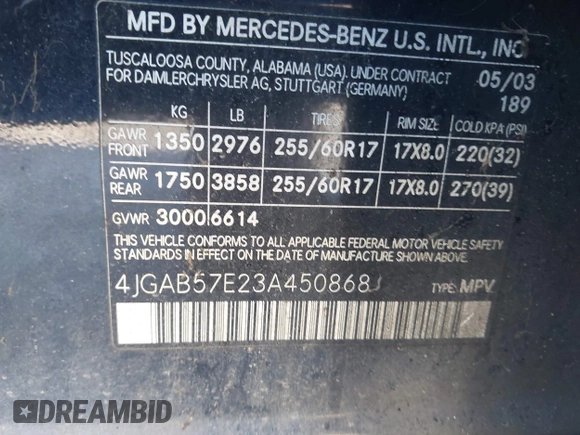 MFD BY MERCEDES-BENZ U.S. INTL., INC
TUSCALOOSA COUNTY, ALABAMA (USA). UNDER CONTRACT
FOR DAIMLERCHRYSLER AG, STUTTGART (GERMANY)
05/03
189
KG LB TIRES RIM SIZE COLD KPA (PSI)
GAWR FRONT 1350 2976 255/60R17 17X8.0 220(32)
GAWR REAR 1750 3858 255/60R17 17X8.0 270(39)
GVWR 3000 6614
THIS VEHICLE CONFORMS TO ALL APPLICABLE FEDERAL MOTOR VEHICLE SAFETY
STANDARDS IN EFFECT ON THE DATE OF MANUFACTURE SHOWN ABOVE.
4JGAB57E23A450868 TYPE: MPV
DREAMBID